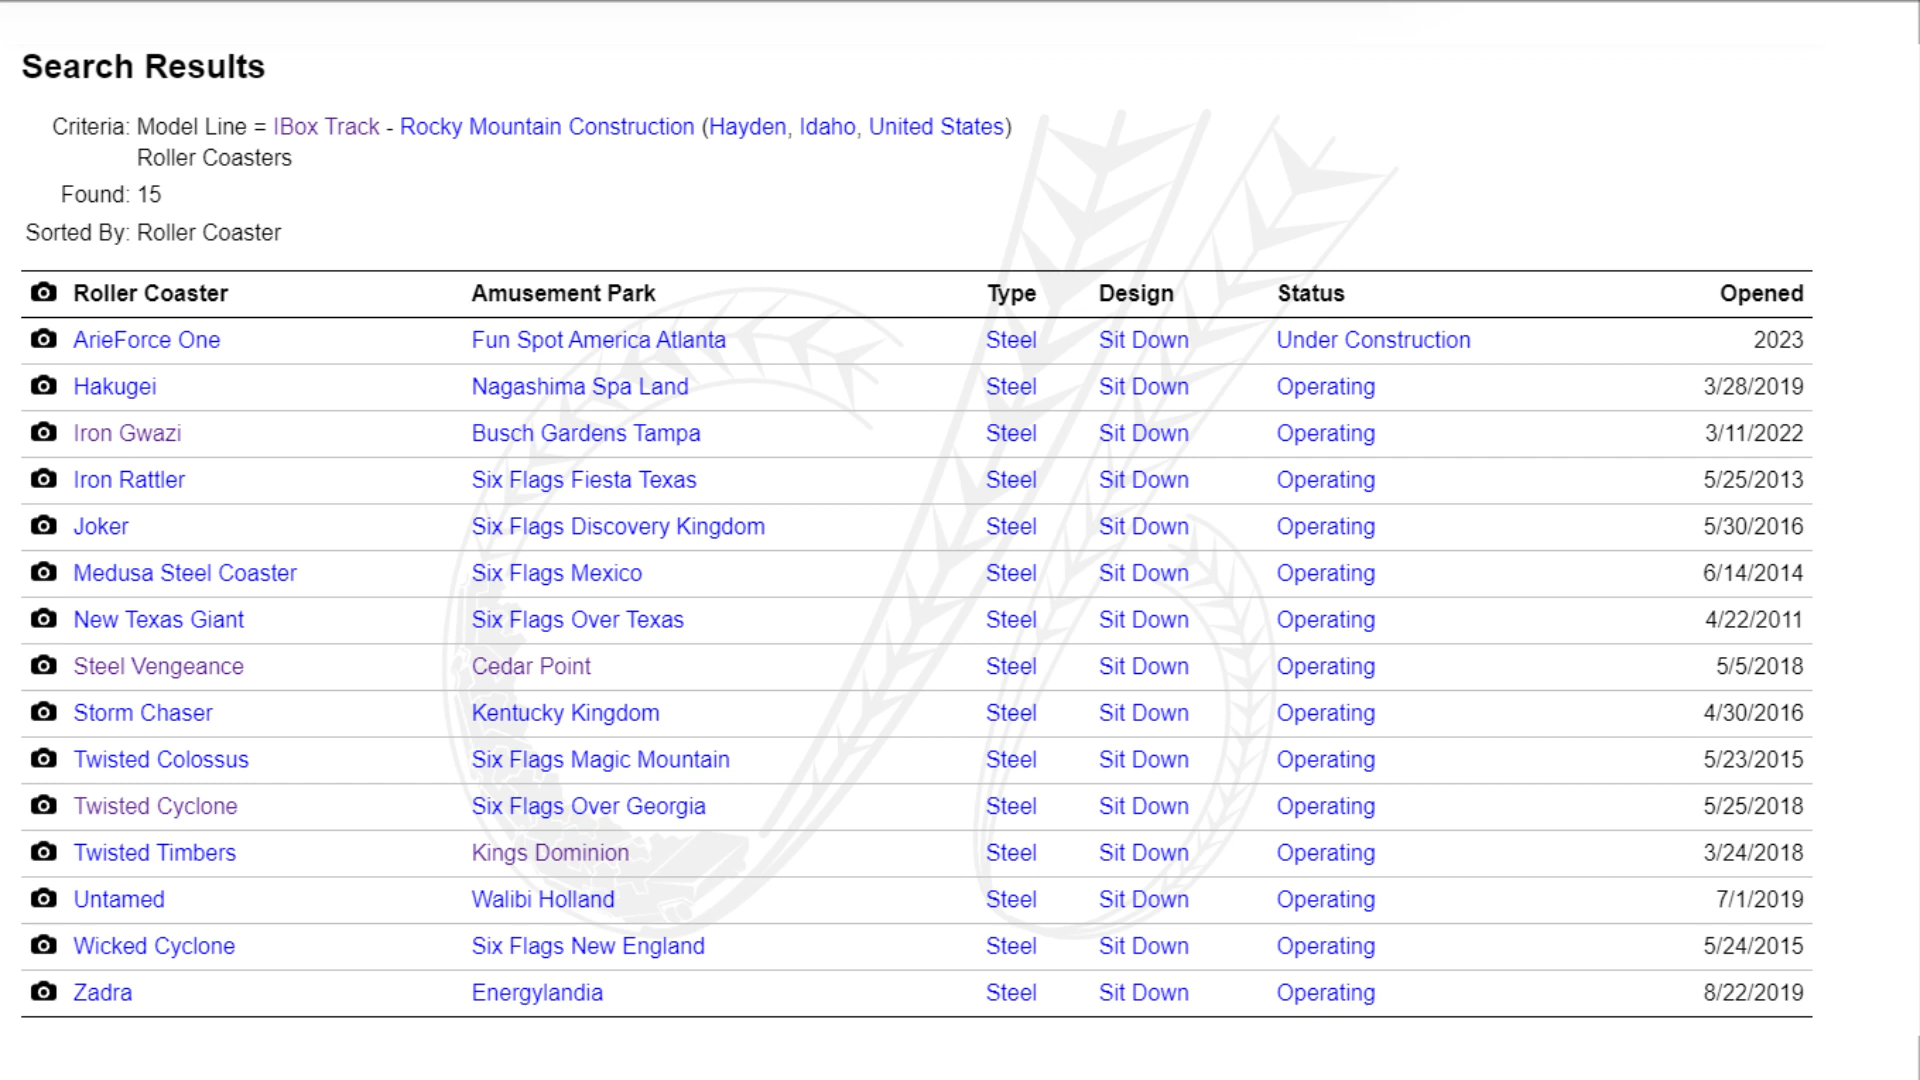 Search Results
Criteria: Model Line = IBox Track - Rocky Mountain Construction (Hayden, Idaho, United States)
Roller Coasters
Found: 15
Sorted By: Roller Coaster
Roller Coaster Amusement Park Type Design Status Opened
ArieForce One Fun Spot America Atlanta Steel Sit Down Under Construction 2023
Hakugei Nagashima Spa Land Steel Sit Down Operating 3/28/2019
Iron Gwazi Busch Gardens Tampa Steel Sit Down Operating 3/11/2022
Iron Rattler Six Flags Fiesta Texas Steel Sit Down Operating 5/25/2013
Joker Six Flags Discovery Kingdom Steel Sit Down Operating 5/30/2016
Medusa Steel Coaster Six Flags Mexico Steel Sit Down Operating 6/14/2014
New Texas Giant Six Flags Over Texas Steel Sit Down Operating 4/22/2011
Steel Vengeance Cedar Point Steel Sit Down Operating 5/5/2018
Storm Chaser Kentucky Kingdom Steel Sit Down Operating 4/30/2016
Twisted Colossus Six Flags Magic Mountain Steel Sit Down Operating 5/23/2015
Twisted Cyclone Six Flags Over Georgia Steel Sit Down Operating 5/25/2018
Twisted Timbers Kings Dominion Steel Sit Down Operating 3/24/2018
Untamed Walibi Holland Steel Sit Down Operating 7/1/2019
Wicked Cyclone Six Flags New England Steel Sit Down Operating 5/24/2015
Zadra Energylandia Steel Sit Down Operating 8/22/2019